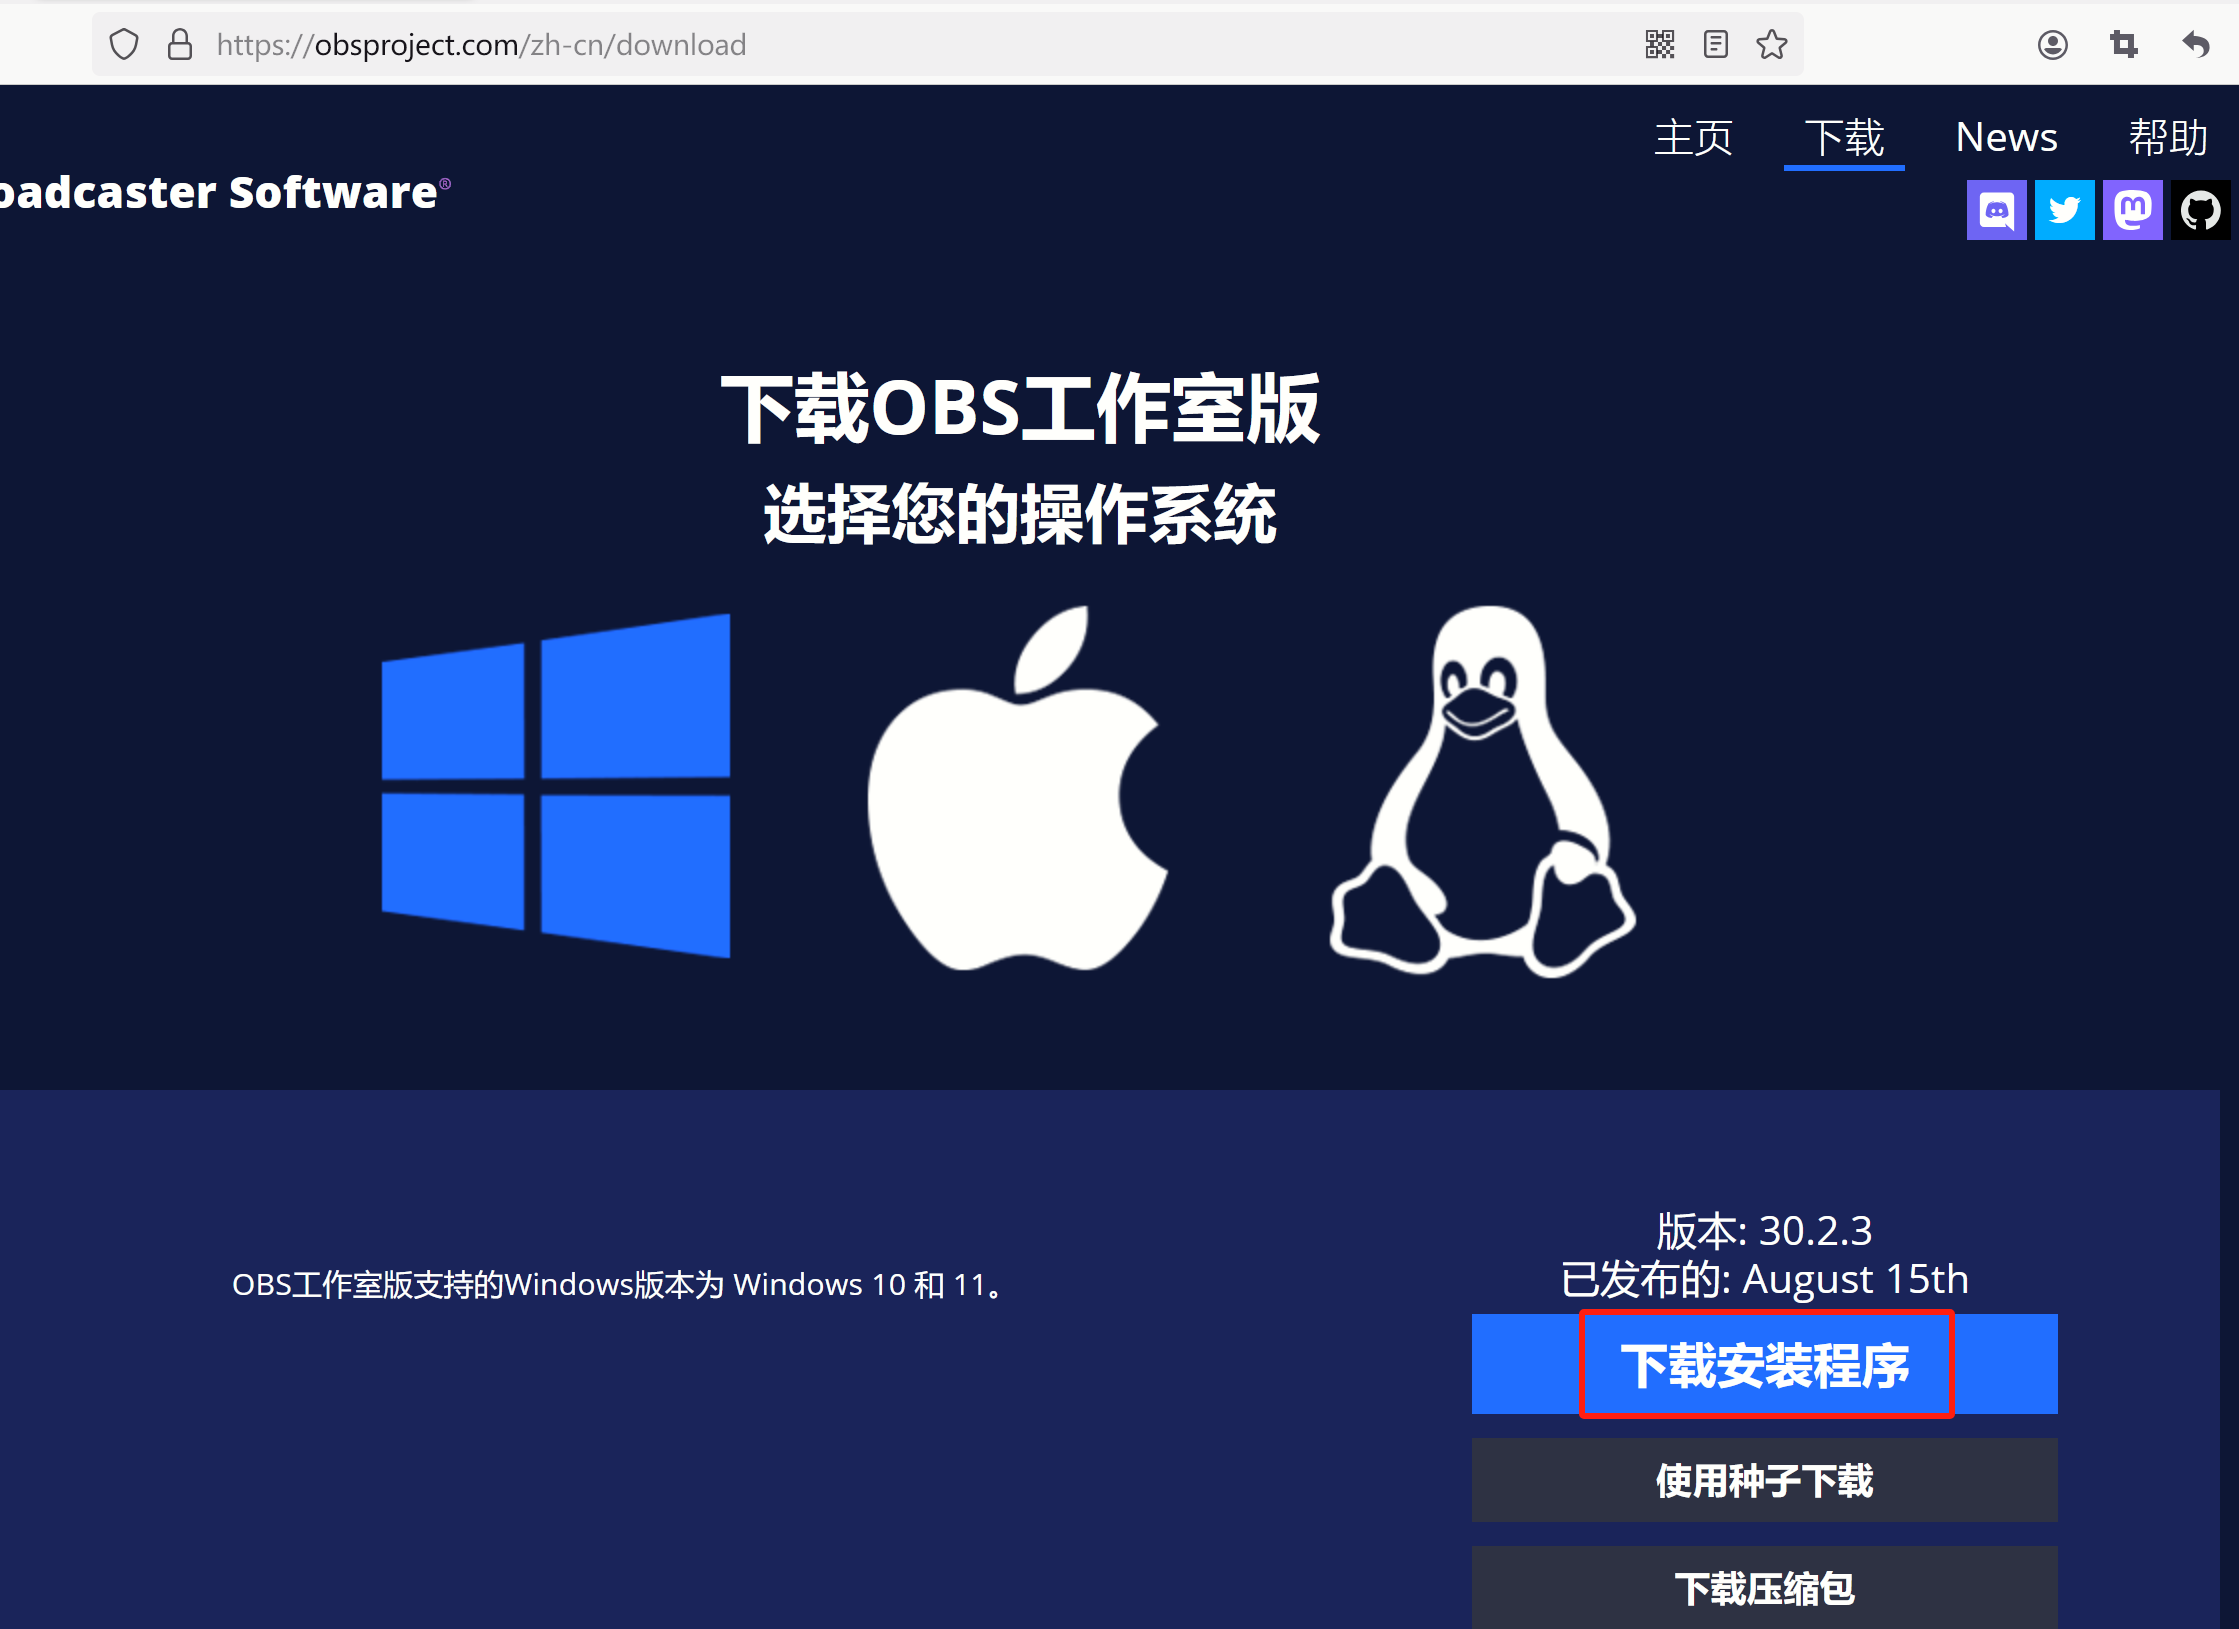 https://obsproject.com/zh-cn/download
主页 下载 News 帮助
oadcaster Software®
下载OBS工作室版
选择您的操作系统
版本: 30.2.3
OBS工作室版支持的Windows版本为 Windows 10 和 11。
已发布的: August 15th
下载安装程序
使用种子下载
下载压缩包